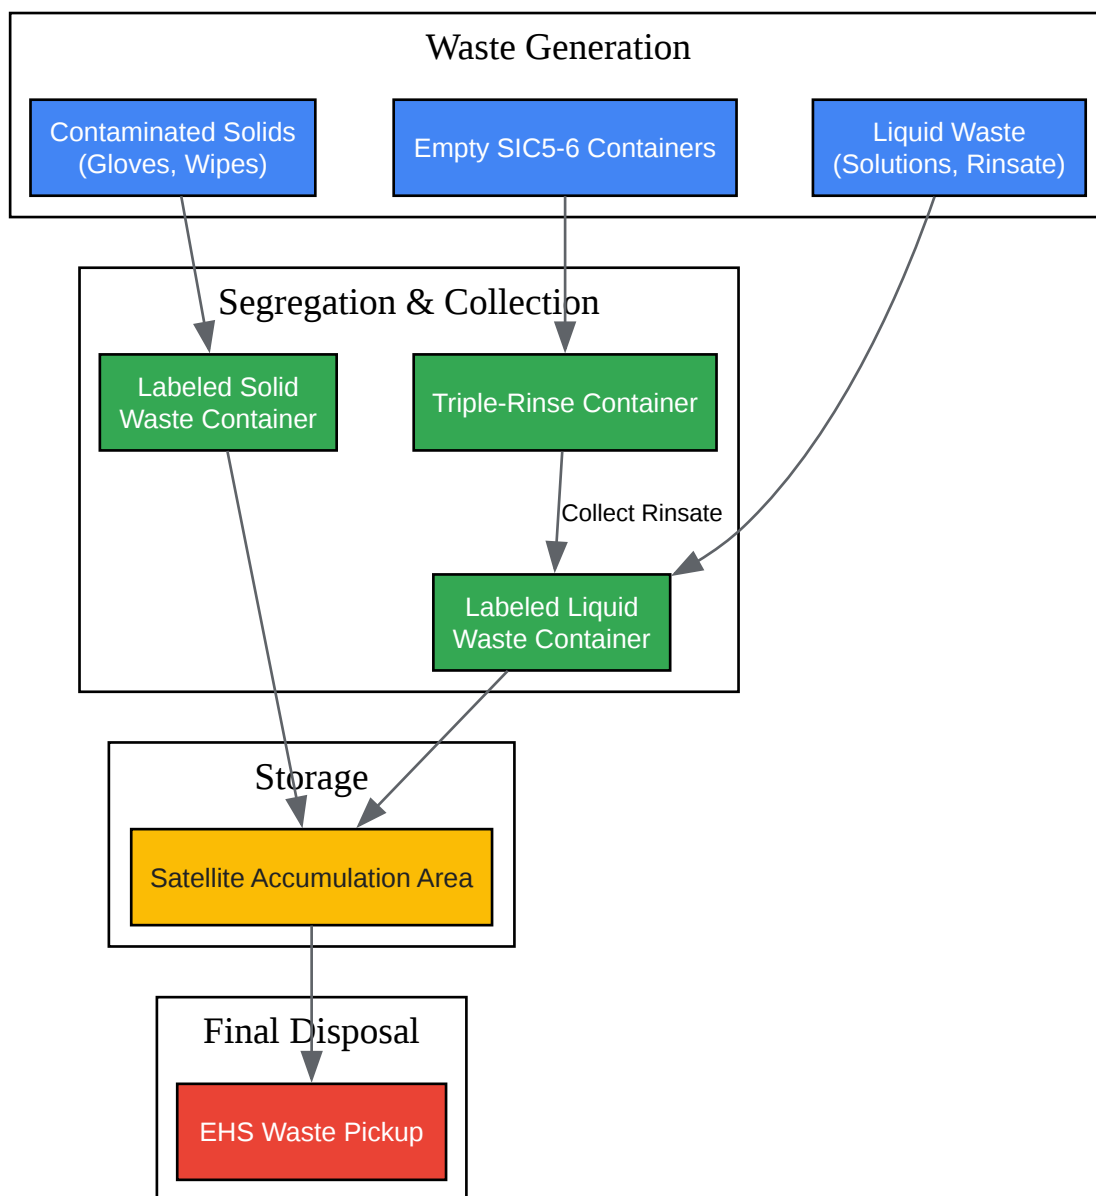 Waste Generation
Contaminated Solids
(Gloves, Wipes)
Empty SIC5-6 Containers
Liquid Waste
(Solutions, Rinsate)
Segregation & Collection
Labeled Solid
Waste Container
Triple-Rinse Container
Collect Rinsate
Labeled Liquid
Waste Container
Storage
Satellite Accumulation Area
Final Disposal
EHS Waste Pickup